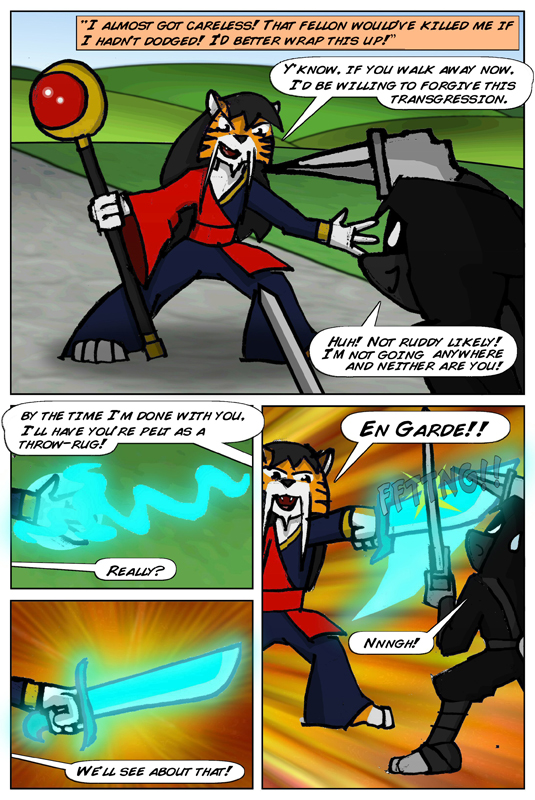 "I ALMOST GOT CARELESS! THAT FELLON WOULD'VE KILLED ME IF
I HADN'T DODGED! I'D BETTER WRAP THIS UP!"
Y'KNOW. IF YOU WALK AWAY NOW.
I'D BE WILLING TO FORGIVE THIS
TRANSGRESSION.
HUH! NOT RUDDY LIKELY!
I'M NOT GOING ANYWHERE
AND NEITHER ARE YOU!
BY THE TIME I'M DONE WITH YOU,
I'LL HAVE YOU'RE PELT AS A
THROW-RUG!
REALLY?
WE'LL SEE ABOUT THAT!
EN GARDE!!
FFTTNG!!
NNNGH!